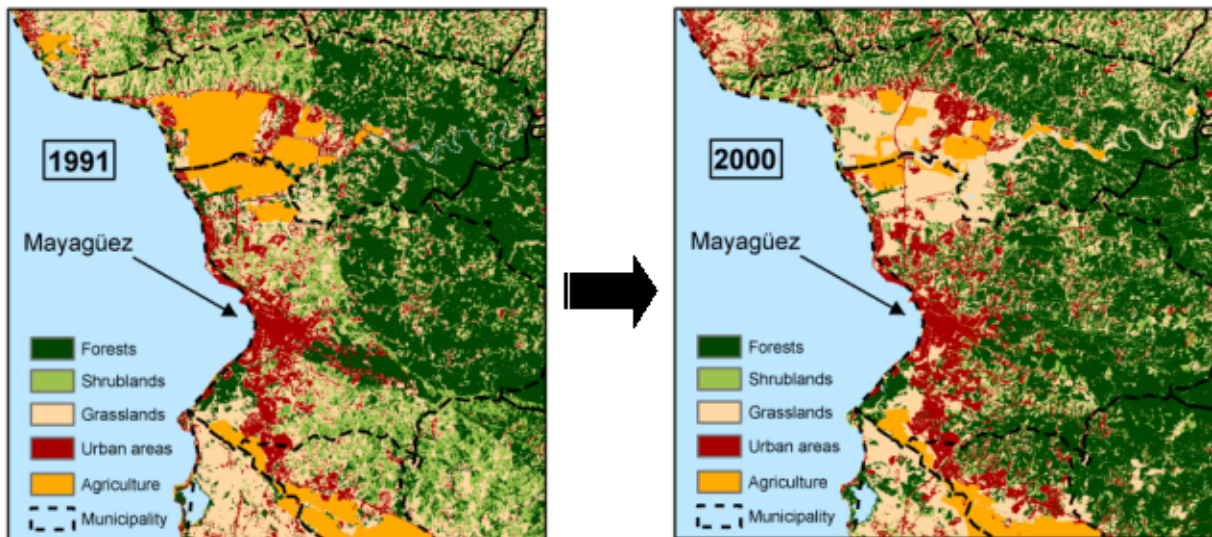 1991
Mayagüez
Forests
Shrublands
Grasslands
Urban areas
Agriculture
Municipality
2000
Mayagüez
Forests
Shrublands
Grasslands
Urban areas
Agriculture
Municipality